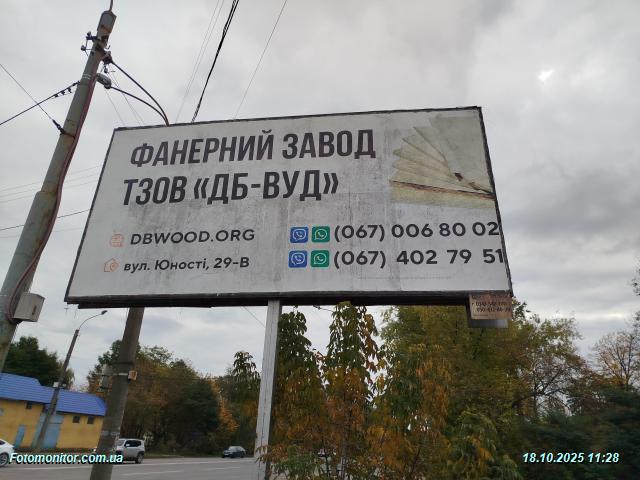 ФАНЕРНИЙ ЗАВОД
ТЗОВ «ДБ-ВУД»
DBWOOD.ORG
(067) 006 80 02
вул. Юності, 29-В
(067) 402 79 51
Fotomonitor.com.ua
18.10.2025 11:28